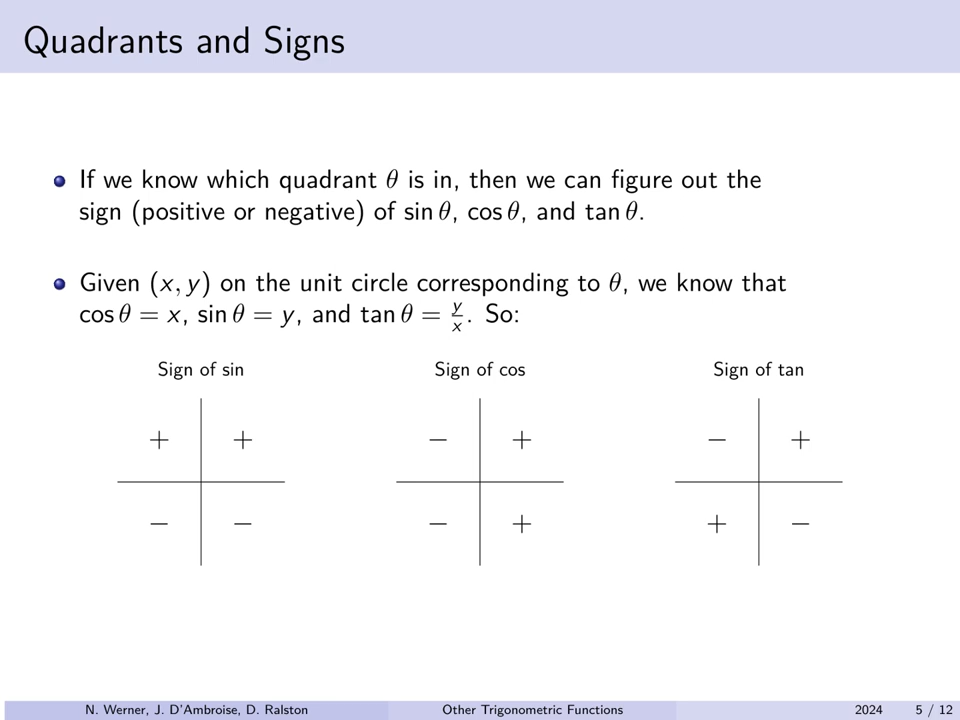 Quadrants and Signs
If we know which quadrant θ is in, then we can figure out the
sign (positive or negative) of sin θ, cos θ, and tan θ.
Given (x, y) on the unit circle corresponding to θ, we know that
cos θ = x, sin θ = y, and tan θ = y/x. So:
Sign of sin Sign of cos Sign of tan
+ + − + − +
− − − + + −
N. Werner, J. D'Ambroise, D. Ralston Other Trigonometric Functions 2024 5 / 12